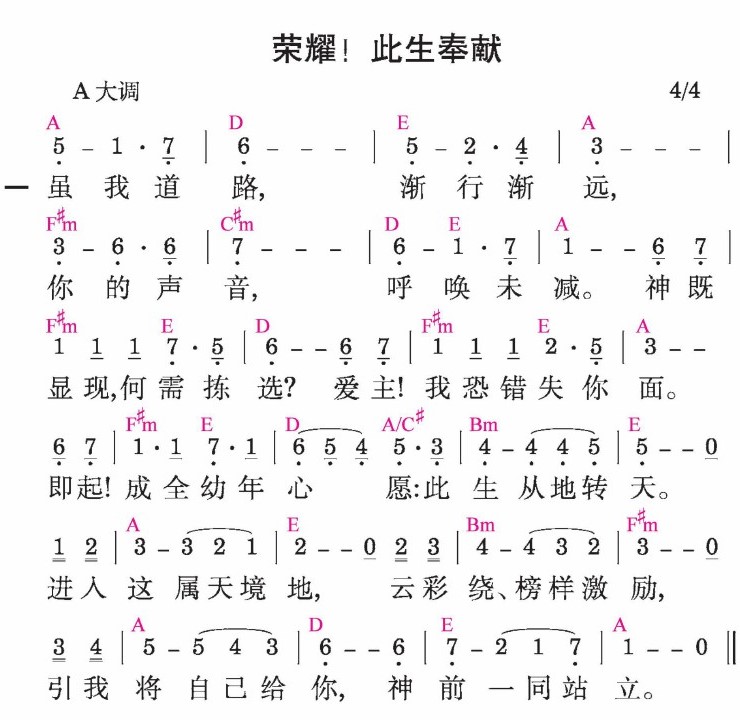 荣耀！此生奉献
A 大调 4/4
A D E A
5 – 1 · 7 | 6 – – – | 5 – 2 · 4 | 3 – – – |
一 虽 我 道 路, 渐 行 渐 远,
F♯m C♯m D E A
3 – 6 · 6 | 7 – – – | 6 – 1 · 7 | 1 – – 6 7 |
你 的 声 音, 呼 唤 未 减。 神 既
F♯m E D F♯m E A
1 1 1 7 · 5 | 6 – – 6 7 | 1 1 1 2 · 5 | 3 – –
显 现, 何 需 拣 选? 爱 主! 我 恐 错 失 你 面。
F♯m E D A/C♯ Bm E
6 7 | 1 · 1 7 · 1 | 6 5 4 5 · 3 | 4 – 4 4 5 | 5 – – 0
即 起! 成 全 幼 年 心 愿: 此 生 从 地 转 天。
A E Bm F♯m
1 2 | 3 – 3 2 1 | 2 – – 0 2 3 | 4 – 4 3 2 | 3 – – 0
进 入 这 属 天 境 地, 云 彩 绕、 榜 样 激 励,
A D E A
3 4 | 5 – 5 4 3 | 6 – – 6 | 7 – 2 1 7 | 1 – – 0 ‖
引 我 将 自 己 给 你, 神 前 一 同 站 立。